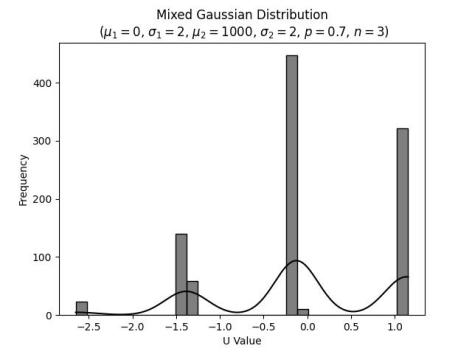 Mixed Gaussian Distribution
(μ₁ = 0, σ₁ = 2, μ₂ = 1000, σ₂ = 2, p = 0.7, n = 3)
400
300
200
100
0
Frequency
−2.5 −2.0 −1.5 −1.0 −0.5 0.0 0.5 1.0
U Value